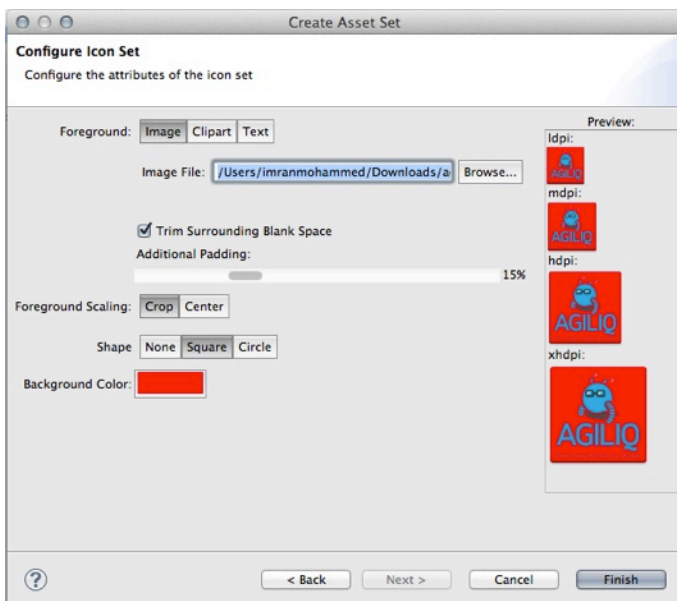 Create Asset Set
Configure Icon Set
Configure the attributes of the icon set
Foreground: Image Clipart Text
Image File: /Users/imranmohammed/Downloads/a Browse...
Trim Surrounding Blank Space
Additional Padding:
15%
Foreground Scaling: Crop Center
Shape None Square Circle
Background Color:
Preview:
ldpi:
AGILIQ
mdpi:
AGILIQ
hdpi:
AGILIQ
xhdpi:
AGILIQ
? < Back Next > Cancel Finish